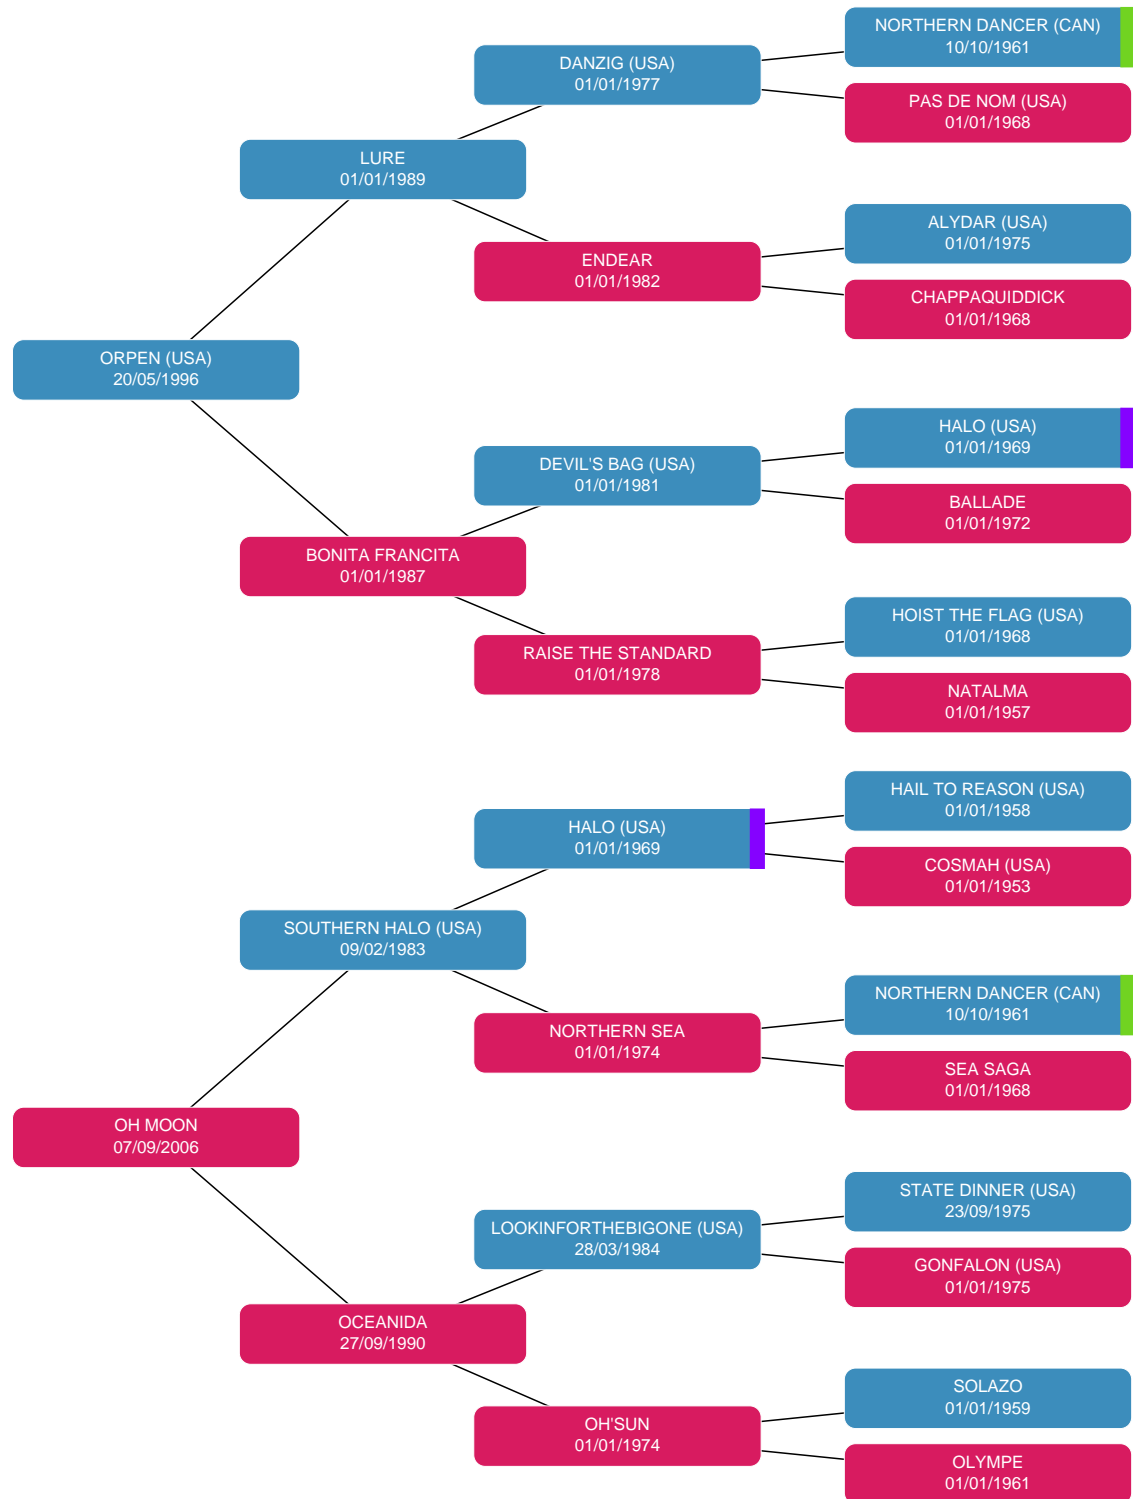 NORTHERN DANCER (CAN)
10/10/1961
DANZIG (USA)
01/01/1977
PAS DE NOM (USA)
01/01/1968
LURE
01/01/1989
ALYDAR (USA)
01/01/1975
ENDEAR
01/01/1982
CHAPPAQUIDDICK
01/01/1968
ORPEN (USA)
20/05/1996
HALO (USA)
01/01/1969
DEVIL'S BAG (USA)
01/01/1981
BALLADE
01/01/1972
BONITA FRANCITA
01/01/1987
HOIST THE FLAG (USA)
01/01/1968
RAISE THE STANDARD
01/01/1978
NATALMA
01/01/1957
HAIL TO REASON (USA)
01/01/1958
HALO (USA)
01/01/1969
COSMAH (USA)
01/01/1953
SOUTHERN HALO (USA)
09/02/1983
NORTHERN DANCER (CAN)
10/10/1961
NORTHERN SEA
01/01/1974
SEA SAGA
01/01/1968
OH MOON
07/09/2006
STATE DINNER (USA)
23/09/1975
LOOKINFORTHEBIGONE (USA)
28/03/1984
GONFALON (USA)
01/01/1975
OCEANIDA
27/09/1990
SOLAZO
01/01/1959
OH'SUN
01/01/1974
OLYMPE
01/01/1961